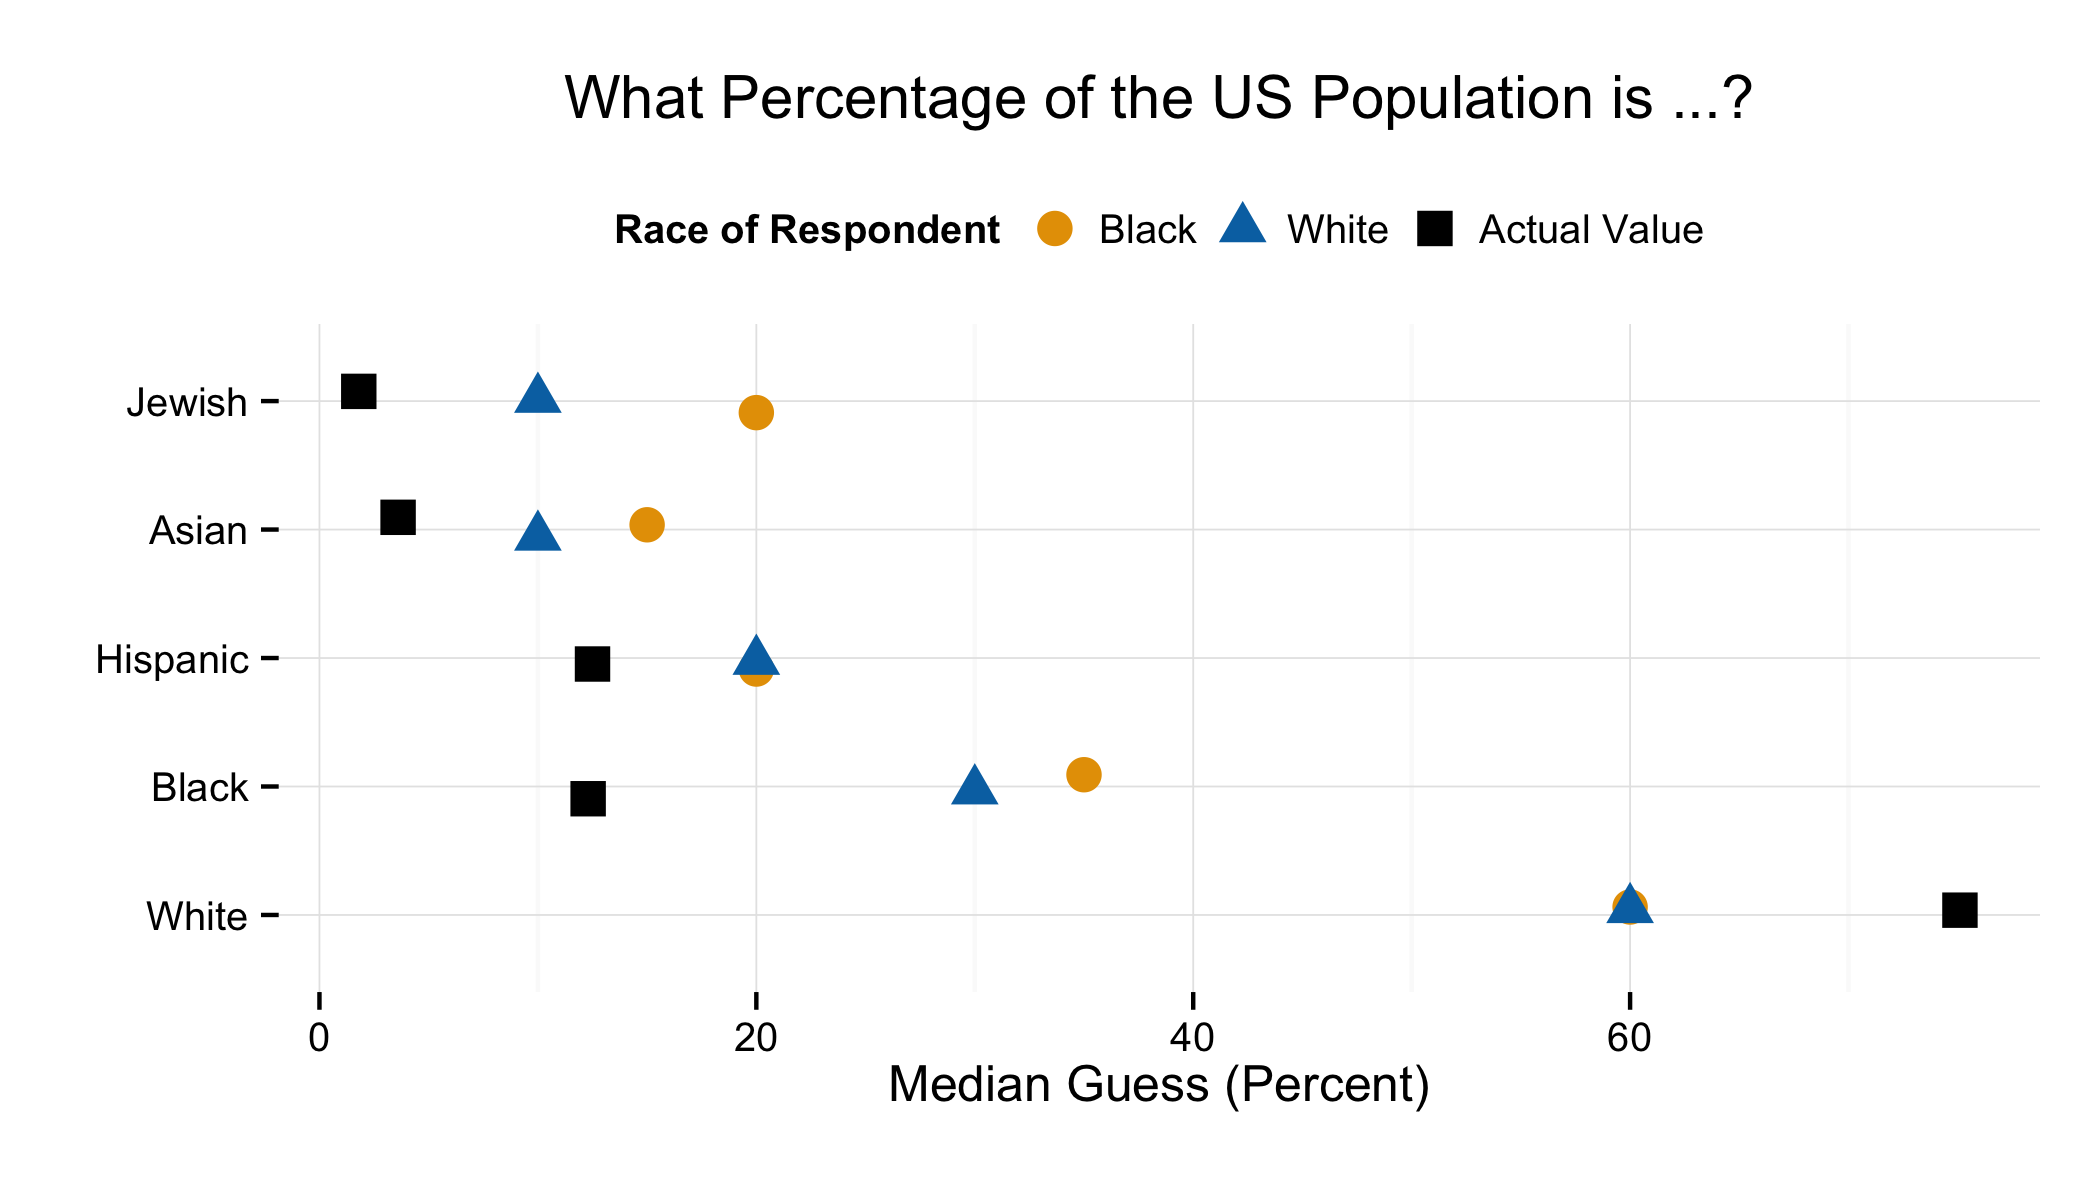 What Percentage of the US Population is ...?
Race of Respondent Black White Actual Value
Jewish
Asian
Hispanic
Black
White
0 20 40 60
Median Guess (Percent)